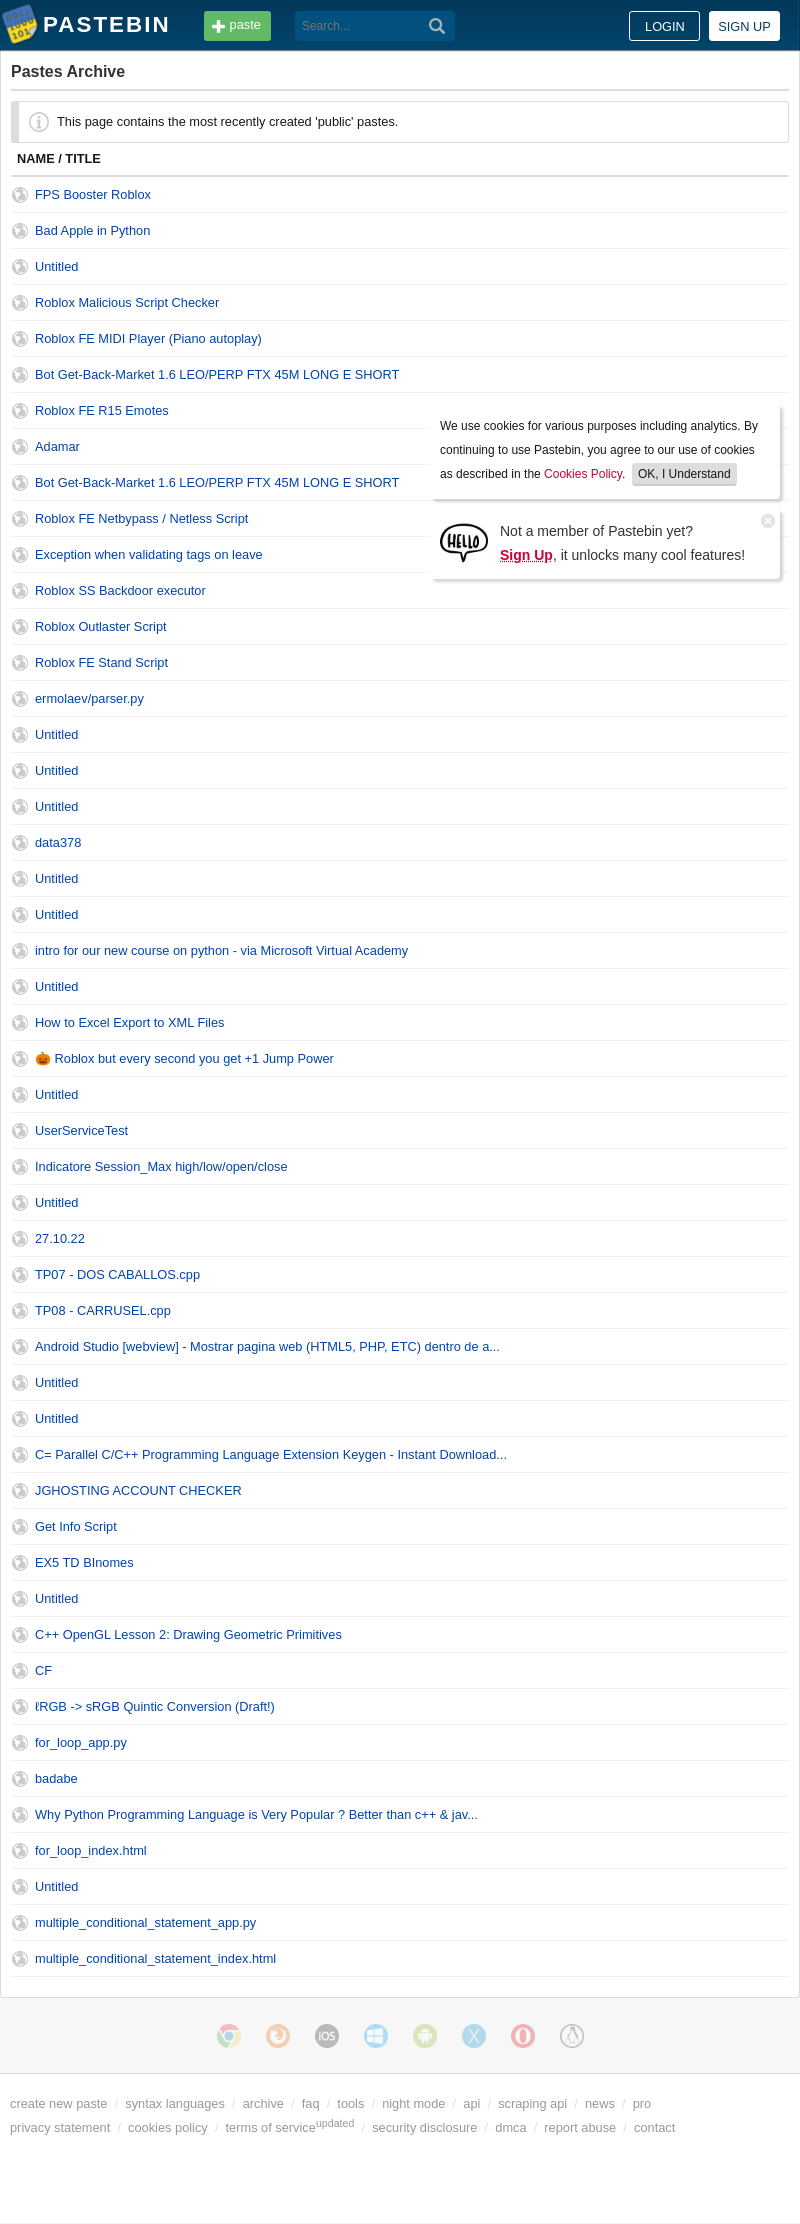 PASTEBIN
paste
Search...
LOGIN
SIGN UP
Pastes Archive
This page contains the most recently created 'public' pastes.
NAME / TITLE
FPS Booster Roblox
Bad Apple in Python
Untitled
Roblox Malicious Script Checker
Roblox FE MIDI Player (Piano autoplay)
Bot Get-Back-Market 1.6 LEO/PERP FTX 45M LONG E SHORT
Roblox FE R15 Emotes
Adamar
Bot Get-Back-Market 1.6 LEO/PERP FTX 45M LONG E SHORT
Roblox FE Netbypass / Netless Script
Exception when validating tags on leave
We use cookies for various purposes including analytics. By
continuing to use Pastebin, you agree to our use of cookies
as described in the Cookies Policy. OK, I Understand
HELLO
Not a member of Pastebin yet?
Sign Up, it unlocks many cool features!
Roblox SS Backdoor executor
Roblox Outlaster Script
Roblox FE Stand Script
ermolaev/parser.py
Untitled
Untitled
Untitled
data378
Untitled
Untitled
intro for our new course on python - via Microsoft Virtual Academy
Untitled
How to Excel Export to XML Files
🎃 Roblox but every second you get +1 Jump Power
Untitled
UserServiceTest
Indicatore Session_Max high/low/open/close
Untitled
27.10.22
TP07 - DOS CABALLOS.cpp
TP08 - CARRUSEL.cpp
Android Studio [webview] - Mostrar pagina web (HTML5, PHP, ETC) dentro de a...
Untitled
Untitled
C= Parallel C/C++ Programming Language Extension Keygen - Instant Download...
JGHOSTING ACCOUNT CHECKER
Get Info Script
EX5 TD BInomes
Untitled
C++ OpenGL Lesson 2: Drawing Geometric Primitives
CF
ℓRGB -> sRGB Quintic Conversion (Draft!)
for_loop_app.py
badabe
Why Python Programming Language is Very Popular ? Better than c++ & jav...
for_loop_index.html
Untitled
multiple_conditional_statement_app.py
multiple_conditional_statement_index.html
iOS
create new paste / syntax languages / archive / faq / tools / night mode / api / scraping api / news / pro
privacy statement / cookies policy / terms of service updated / security disclosure / dmca / report abuse / contact